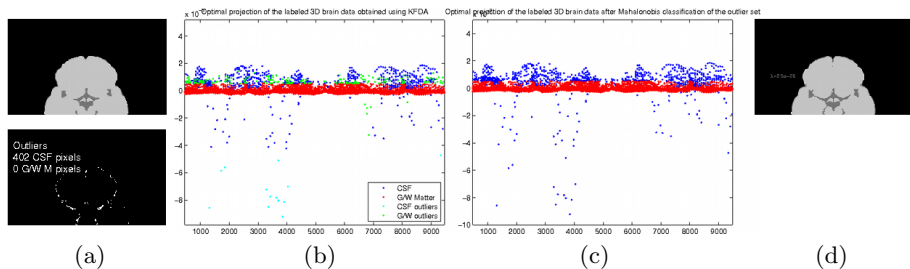 Optimal projection of the labeled 3D brain data obtained using KFDA
Optimal projection of the labeled 3D brain data after Mahalonobis classification of the outlier set
4
2
0
−2
−4
−6
−8
1000 2000 3000 4000 5000 6000 7000 8000 9000
CSF
G/W Matter
CSF outliers
G/W outliers
4
2
0
−2
−4
−6
−8
−10
1000 2000 3000 4000 5000 6000 7000 8000 9000
Outliers
402 CSF pixels
0 G/W M pixels
(a)
(b)
(c)
(d)